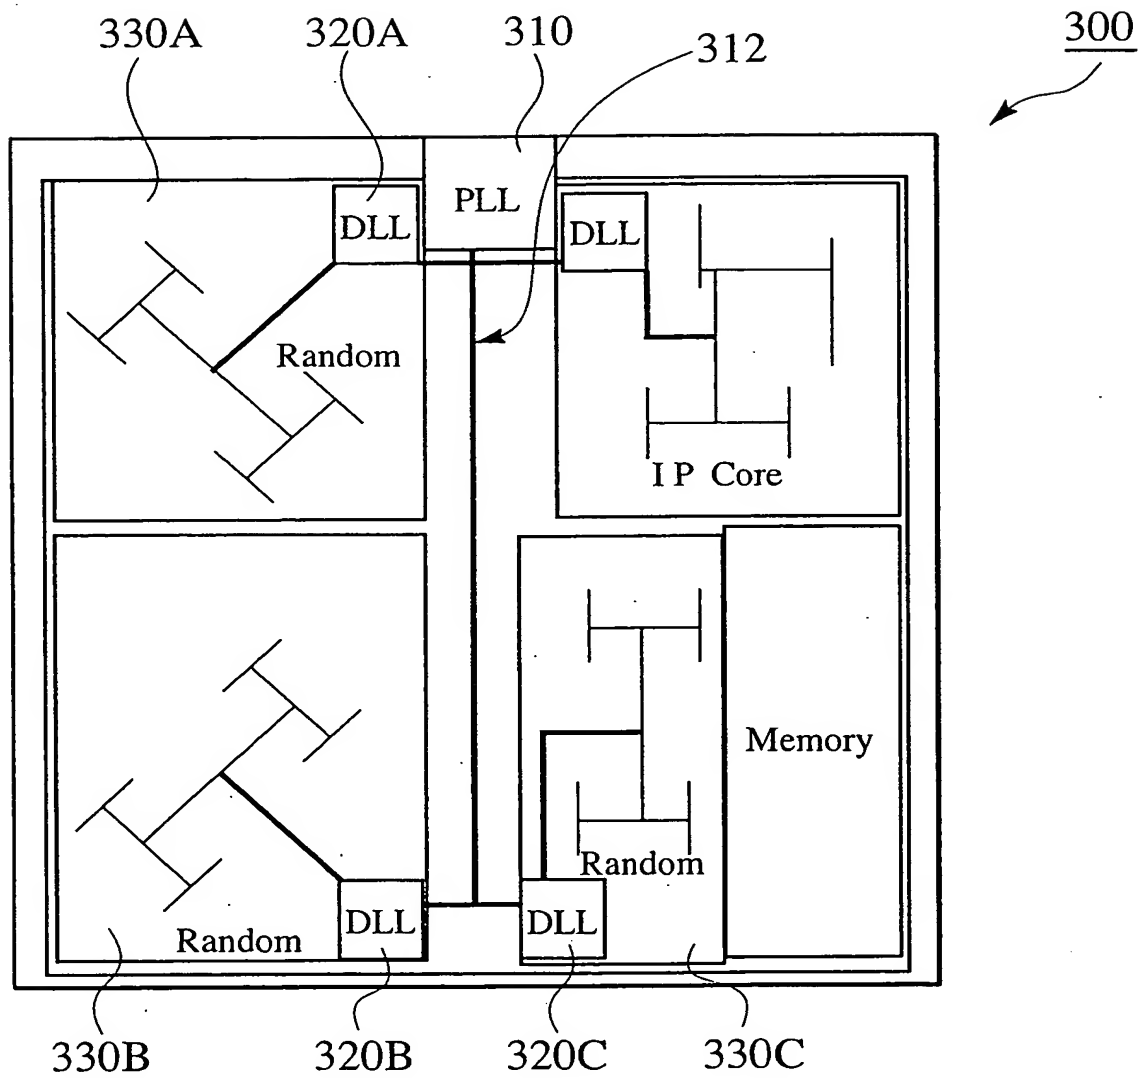 330A 320A 310 312 300
PLL
DLL DLL
Random
I P Core
Memory
Random
DLL DLL
Random
330B 320B 320C 330C